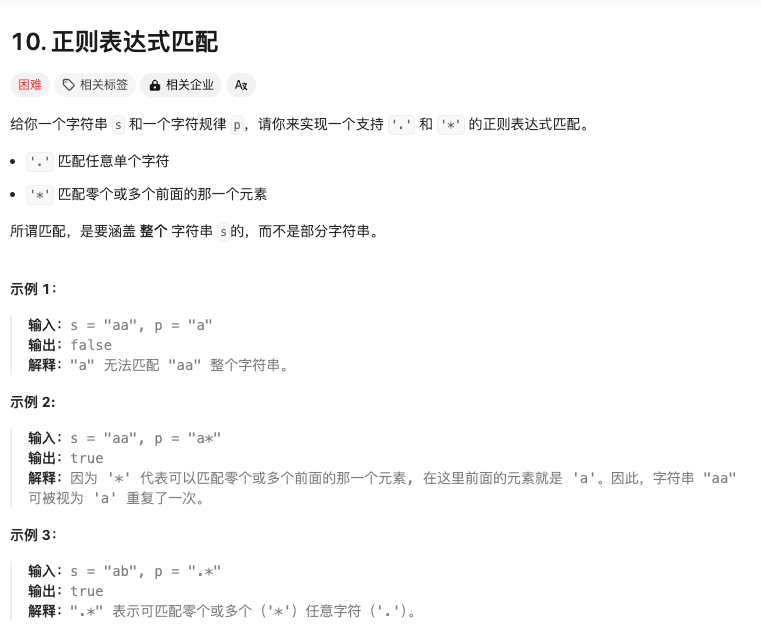 10. 正则表达式匹配
困难 相关标签 相关企业 Az
给你一个字符串 s 和一个字符规律 p，请你来实现一个支持 '.' 和 '*' 的正则表达式匹配。
• '.' 匹配任意单个字符
• '*' 匹配零个或多个前面的那一个元素
所谓匹配，是要涵盖 整个 字符串 s的，而不是部分字符串。
示例 1：
输入：s = "aa", p = "a"
输出：false
解释："a" 无法匹配 "aa" 整个字符串。
示例 2:
输入：s = "aa", p = "a*"
输出：true
解释：因为 '*' 代表可以匹配零个或多个前面的那一个元素, 在这里前面的元素就是 'a'。因此，字符串 "aa"
可被视为 'a' 重复了一次。
示例 3：
输入：s = "ab", p = ".*"
输出：true
解释：".*" 表示可匹配零个或多个（'*'）任意字符（'.'）。